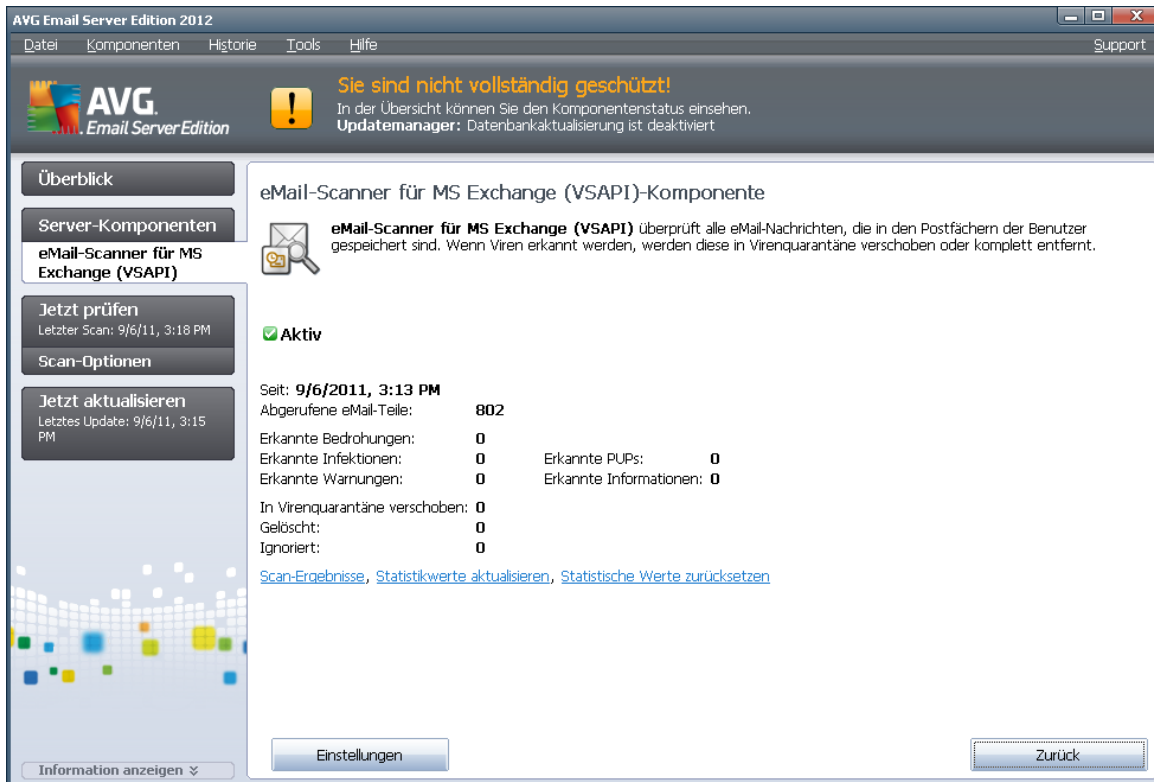 AVG Email Server Edition 2012
Datei Komponenten Historie Tools Hilfe Support
AVG.
Email Server Edition
Sie sind nicht vollständig geschützt!
In der Übersicht können Sie den Komponentenstatus einsehen.
Updatemanager: Datenbankaktualisierung ist deaktiviert
Überblick
Server-Komponenten
eMail-Scanner für MS
Exchange (VSAPI)
Jetzt prüfen
Letzter Scan: 9/6/11, 3:18 PM
Scan-Optionen
Jetzt aktualisieren
Letztes Update: 9/6/11, 3:15
PM
Information anzeigen
eMail-Scanner für MS Exchange (VSAPI)-Komponente
eMail-Scanner für MS Exchange (VSAPI) überprüft alle eMail-Nachrichten, die in den Postfächern der Benutzer
gespeichert sind. Wenn Viren erkannt werden, werden diese in Virenquarantäne verschoben oder komplett entfernt.
Aktiv
Seit: 9/6/2011, 3:13 PM
Abgerufene eMail-Teile: 802
Erkannte Bedrohungen: 0
Erkannte Infektionen: 0 Erkannte PUPs: 0
Erkannte Warnungen: 0 Erkannte Informationen: 0
In Virenquarantäne verschoben: 0
Gelöscht: 0
Ignoriert: 0
Scan-Ergebnisse, Statistikwerte aktualisieren, Statistische Werte zurücksetzen
Einstellungen Zurück